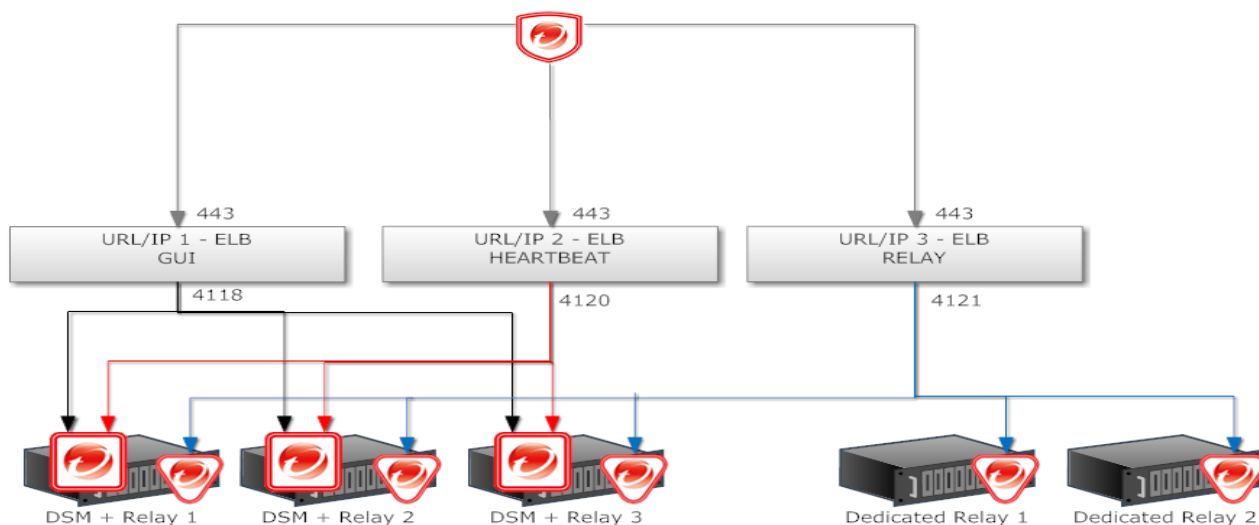 443
443
443
URL/IP 1 - ELB
GUI
URL/IP 2 - ELB
HEARTBEAT
URL/IP 3 - ELB
RELAY
4118
4120
4121
DSM + Relay 1
DSM + Relay 2
DSM + Relay 3
Dedicated Relay 1
Dedicated Relay 2